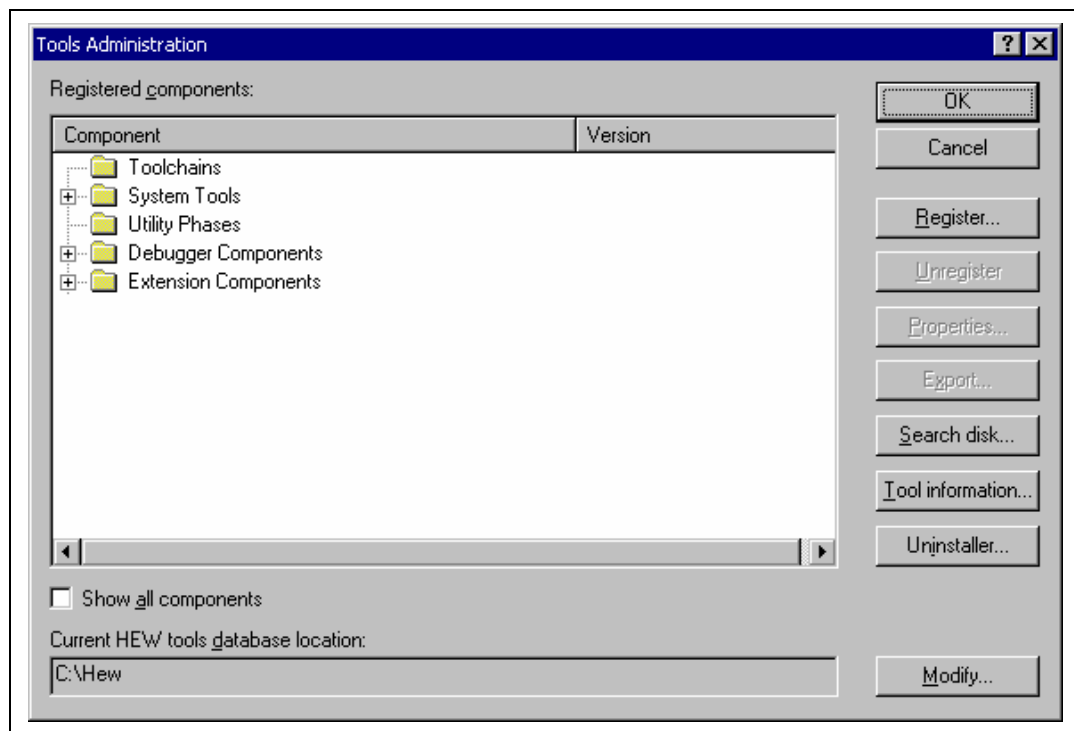 Tools Administration
Registered components:
Component
Version
Toolchains
System Tools
Utility Phases
Debugger Components
Extension Components
OK
Cancel
Register...
Unregister
Properties...
Export...
Search disk...
Tool information...
Uninstaller...
Show all components
Current HEW tools database location:
C:\Hew
Modify...